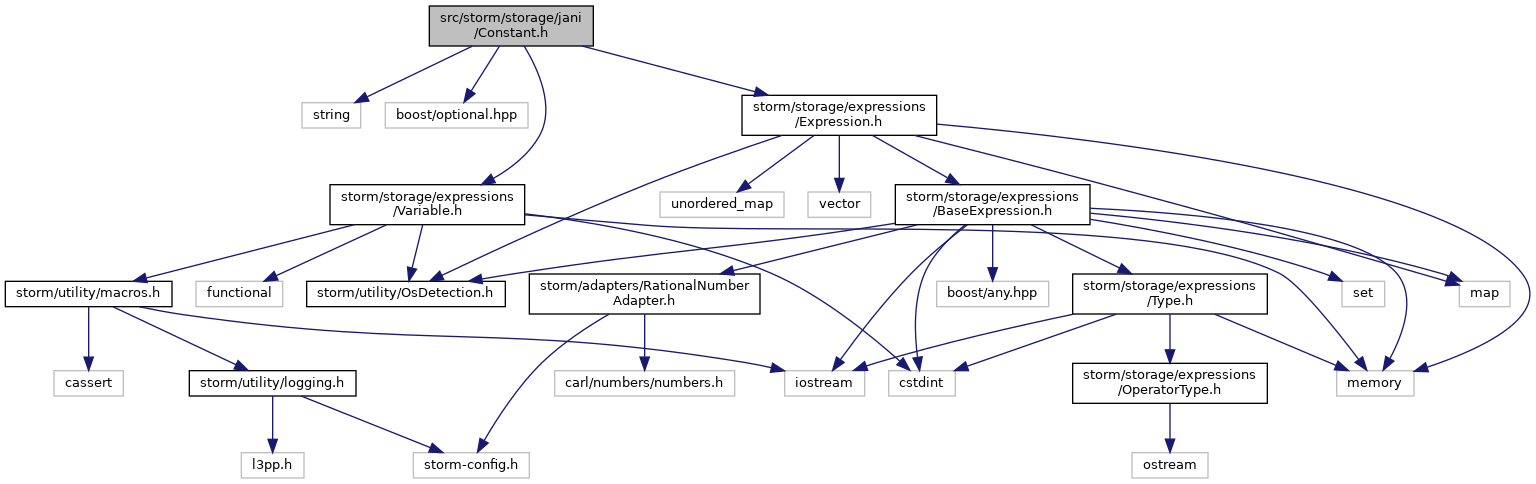 src/storm/storage/jani
/Constant.h
string
boost/optional.hpp
storm/storage/expressions
/Expression.h
storm/storage/expressions
/Variable.h
unordered_map
vector
storm/storage/expressions
/BaseExpression.h
storm/utility/macros.h
functional
storm/utility/OsDetection.h
storm/adapters/RationalNumber
Adapter.h
boost/any.hpp
storm/storage/expressions
/Type.h
set
map
cassert
storm/utility/logging.h
carl/numbers/numbers.h
iostream
cstdint
storm/storage/expressions
/OperatorType.h
memory
l3pp.h
storm-config.h
ostream